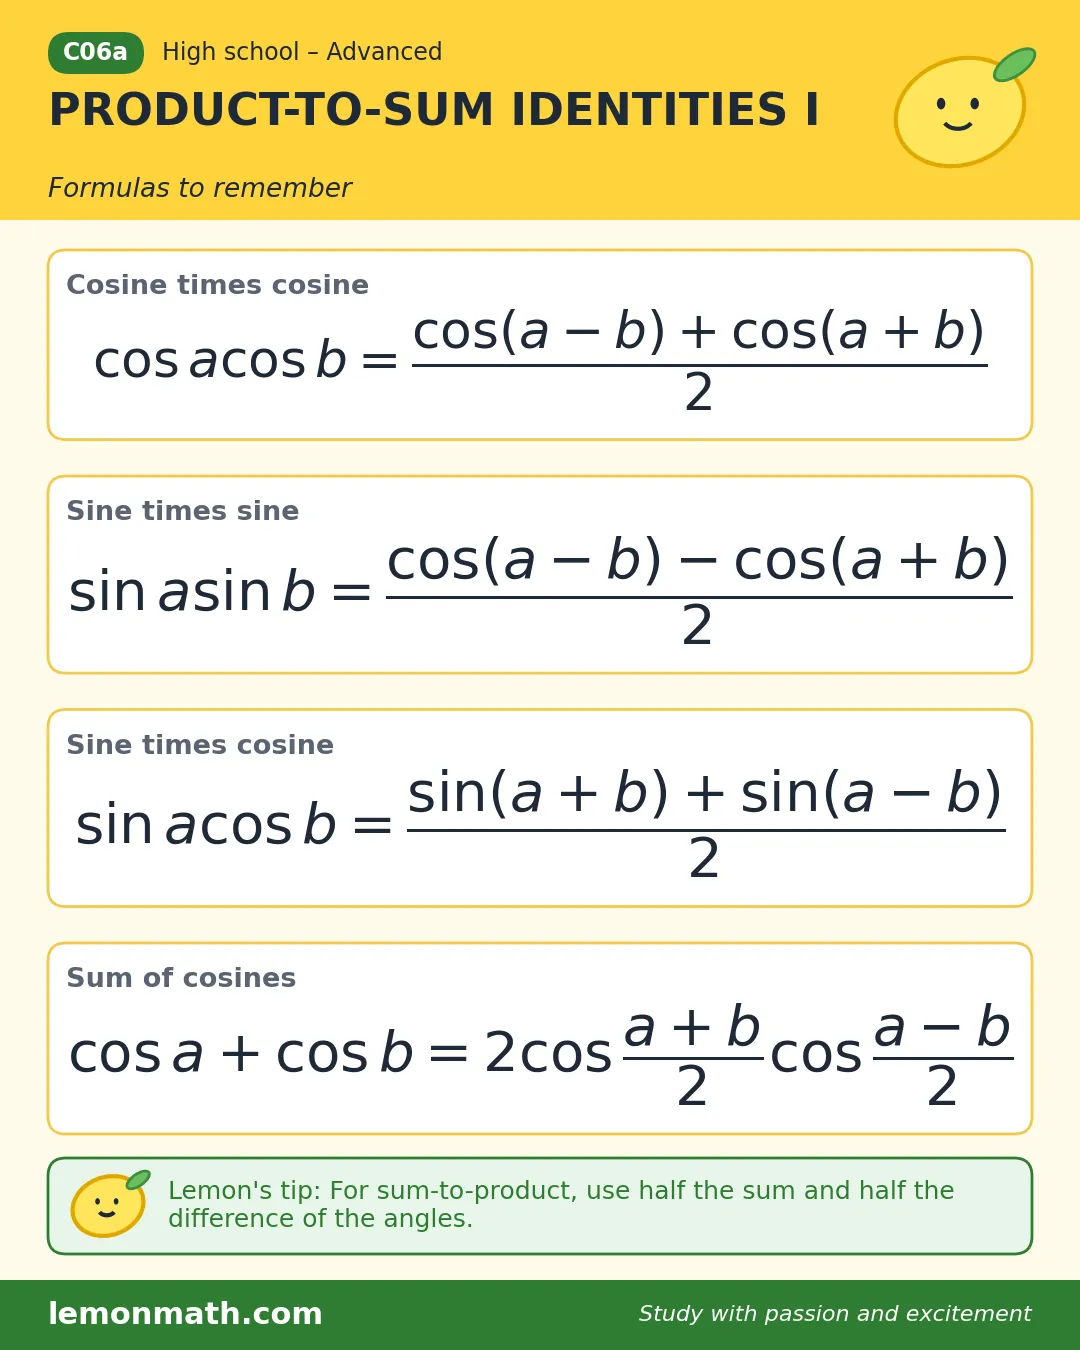 C06a High school – Advanced
PRODUCT-TO-SUM IDENTITIES I
Formulas to remember
Cosine times cosine
cos a cos b = (cos(a − b) + cos(a + b)) / 2
Sine times sine
sin a sin b = (cos(a − b) − cos(a + b)) / 2
Sine times cosine
sin a cos b = (sin(a + b) + sin(a − b)) / 2
Sum of cosines
cos a + cos b = 2cos (a + b)/2 cos (a − b)/2
Lemon's tip: For sum-to-product, use half the sum and half the
difference of the angles.
lemonmath.com
Study with passion and excitement